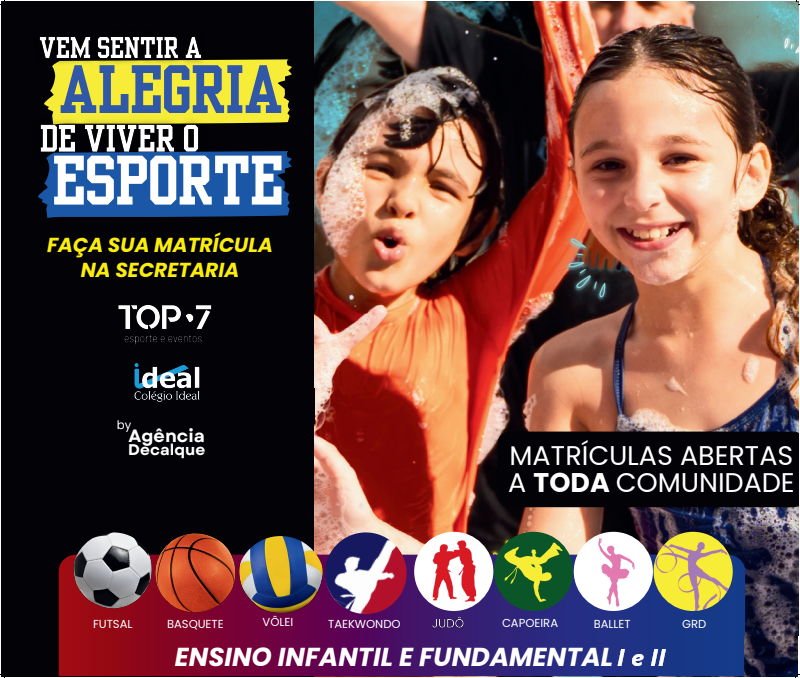 VEM SENTIR A
ALEGRIA
DE VIVER O
ESPORTE
FAÇA SUA MATRÍCULA
NA SECRETARIA
TOP·7
esporte e eventos
ideal
Colégio Ideal
by Agência
Decalque
MATRÍCULAS ABERTAS
A TODA COMUNIDADE
FUTSAL BASQUETE VÔLEI TAEKWONDO JUDÔ CAPOEIRA BALLET GRD
ENSINO INFANTIL E FUNDAMENTAL I e II